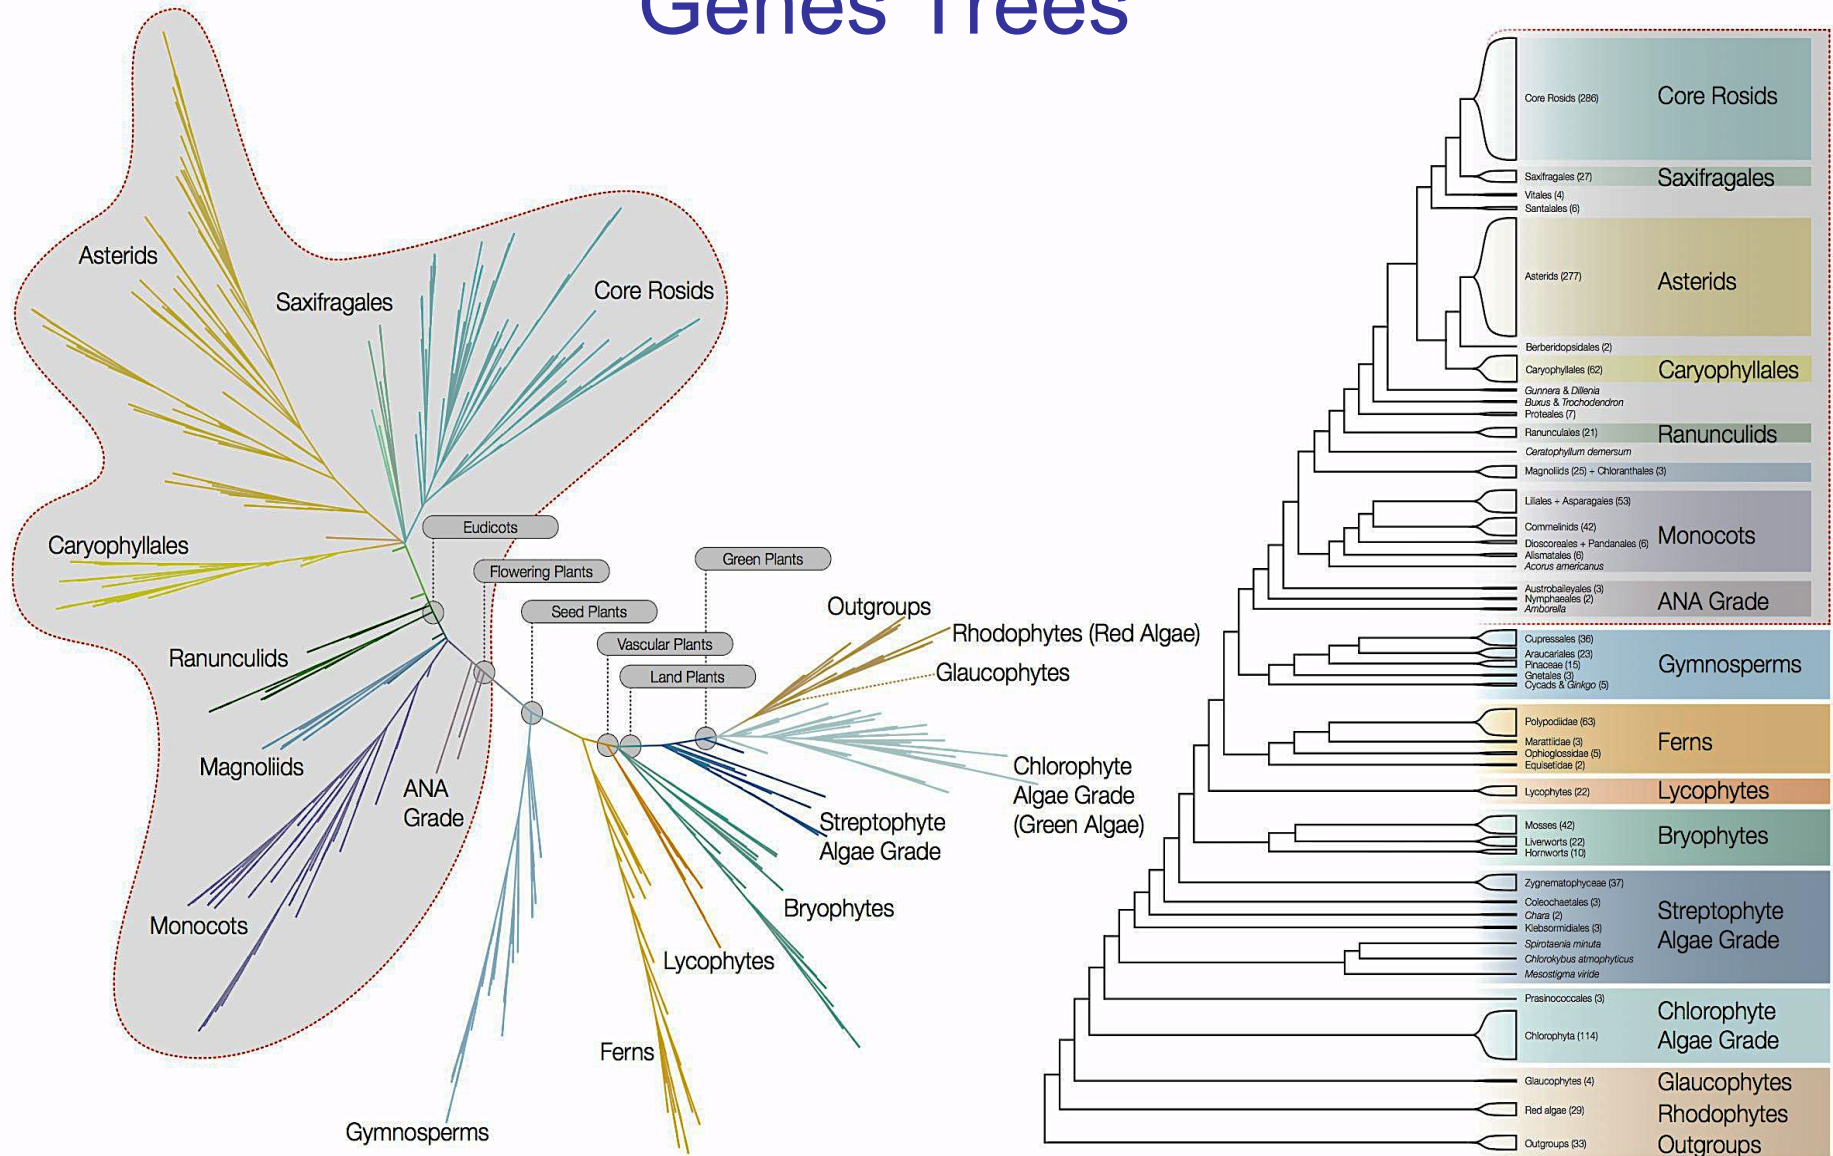 Genes Trees
Asterids
Saxifragales
Core Rosids
Caryophyllales
Eudicots
Flowering Plants
Seed Plants
Green Plants
Vascular Plants
Land Plants
Outgroups
Rhodophytes (Red Algae)
Glaucophytes
Ranunculids
Magnoliids
ANA
Grade
Monocots
Chlorophyte
Algae Grade
(Green Algae)
Streptophyte
Algae Grade
Bryophytes
Lycophytes
Ferns
Gymnosperms
Core Rosids (286)
Core Rosids
Saxifragales (27)
Saxifragales
Vitales (4)
Santalales (6)
Asterids (277)
Asterids
Berberidopsidales (2)
Caryophyllales (62)
Caryophyllales
Gunnera & Dillenia
Buxus & Trochodendron
Proteales (7)
Ranunculales (21)
Ranunculids
Ceratophyllum demersum
Magnoliids (25) + Chloranthales (3)
Liliales + Asparagales (53)
Commelinids (42)
Monocots
Dioscoreales + Pandanales (6)
Alismatales (6)
Acorus americanus
Austrobaileyales (3)
Nymphaeales (2)
ANA Grade
Amborella
Cupressales (36)
Araucariales (23)
Pinaceae (15)
Gymnosperms
Gnetales (3)
Cycads & Ginkgo (5)
Polypodiidae (63)
Marattiidae (3)
Ferns
Ophioglossidae (5)
Equisetidae (2)
Lycophytes (22)
Lycophytes
Mosses (42)
Bryophytes
Liverworts (22)
Hornworts (10)
Zygnematophyceae (37)
Coleochaetales (3)
Chara (2)
Klebsormidiales (3)
Streptophyte
Algae Grade
Spirotaenia minuta
Chlorokybus atmophyticus
Mesostigma viride
Prasinococcales (3)
Chlorophyta (114)
Chlorophyte
Algae Grade
Glaucophytes (4)
Glaucophytes
Red algae (29)
Rhodophytes
Outgroups (33)
Outgroups